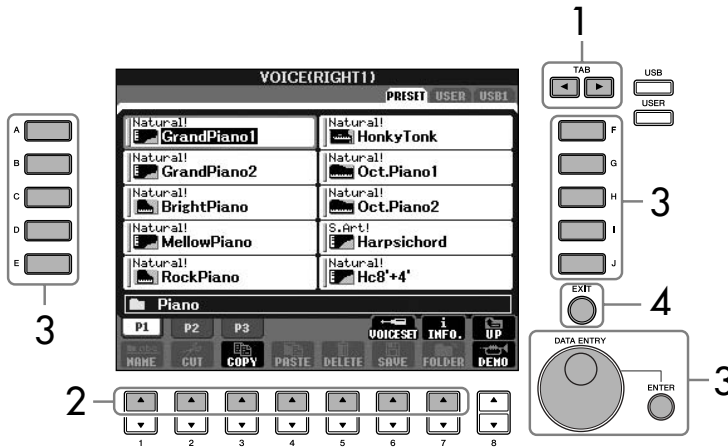 1
TAB
USB
USER
VOICE(RIGHT1)
PRESET USER USB1
A
B
C
D
E
3
Natural!
GrandPiano1
Natural!
HonkyTonk
Natural!
GrandPiano2
Natural!
Oct.Piano1
Natural!
BrightPiano
Natural!
Oct.Piano2
Natural!
MellowPiano
S.Art!
Harpsichord
Natural!
RockPiano
Natural!
Hc8'+4'
Piano
P1 P2 P3 VOICESET INFO. UP
NAME CUT COPY PASTE DELETE SAVE FOLDER DEMO
F
G
H
I
J
3
EXIT
4
DATA ENTRY
ENTER
3
2
1 2 3 4 5 6 7 8